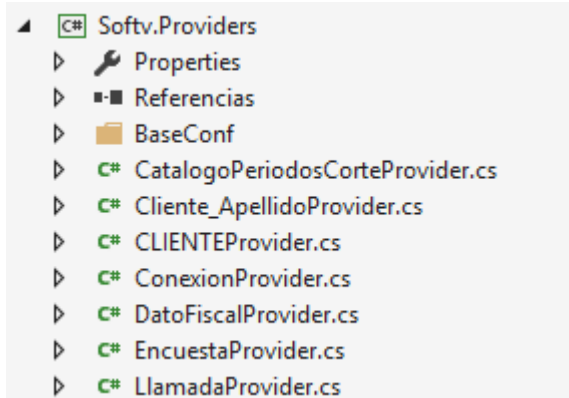 C# Softv.Providers
Properties
Referencias
BaseConf
C# CatalogoPeriodosCorteProvider.cs
C# Cliente_ApellidoProvider.cs
C# CLIENTEProvider.cs
C# ConexionProvider.cs
C# DatoFiscalProvider.cs
C# EncuestaProvider.cs
C# LlamadaProvider.cs